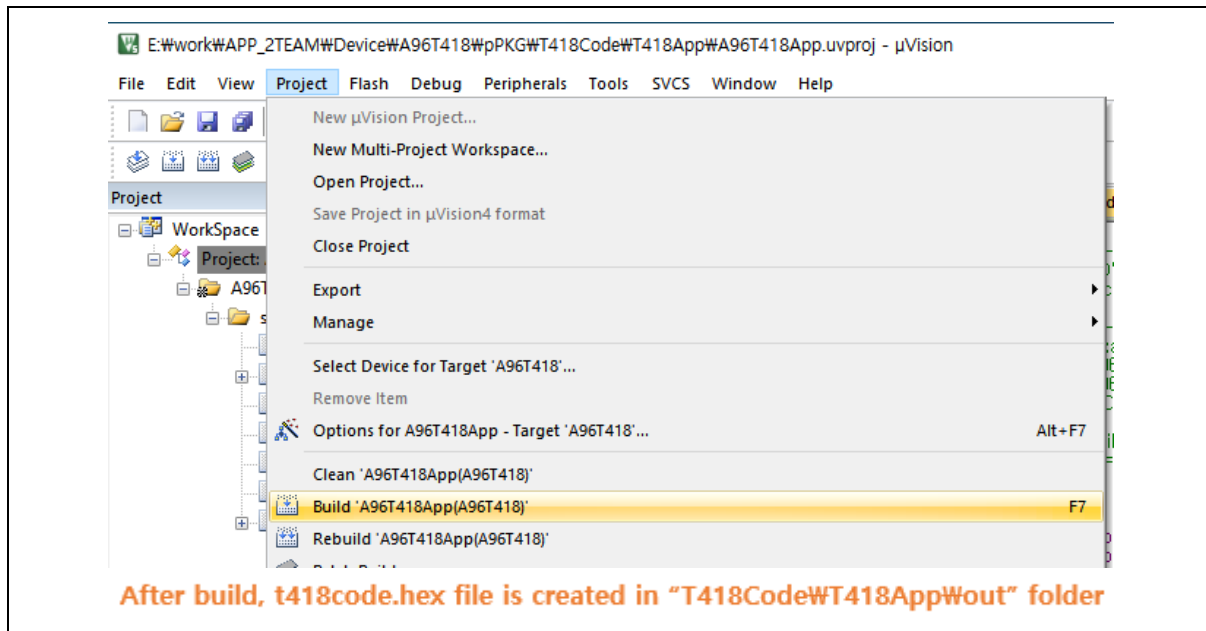 E:₩work₩APP_2TEAM₩Device₩A96T418₩pPKG₩T418Code₩T418App₩A96T418App.uvproj - µVision
File Edit View Project Flash Debug Peripherals Tools SVCS Window Help
New µVision Project...
New Multi-Project Workspace...
Open Project...
Project
Save Project in µVision4 format
WorkSpace
Close Project
Project:
Export
Manage
Select Device for Target 'A96T418'...
Remove Item
Options for A96T418App - Target 'A96T418'... Alt+F7
Clean 'A96T418App(A96T418)'
Build 'A96T418App(A96T418)' F7
Rebuild 'A96T418App(A96T418)'
After build, t418code.hex file is created in “T418Code₩T418App₩out” folder